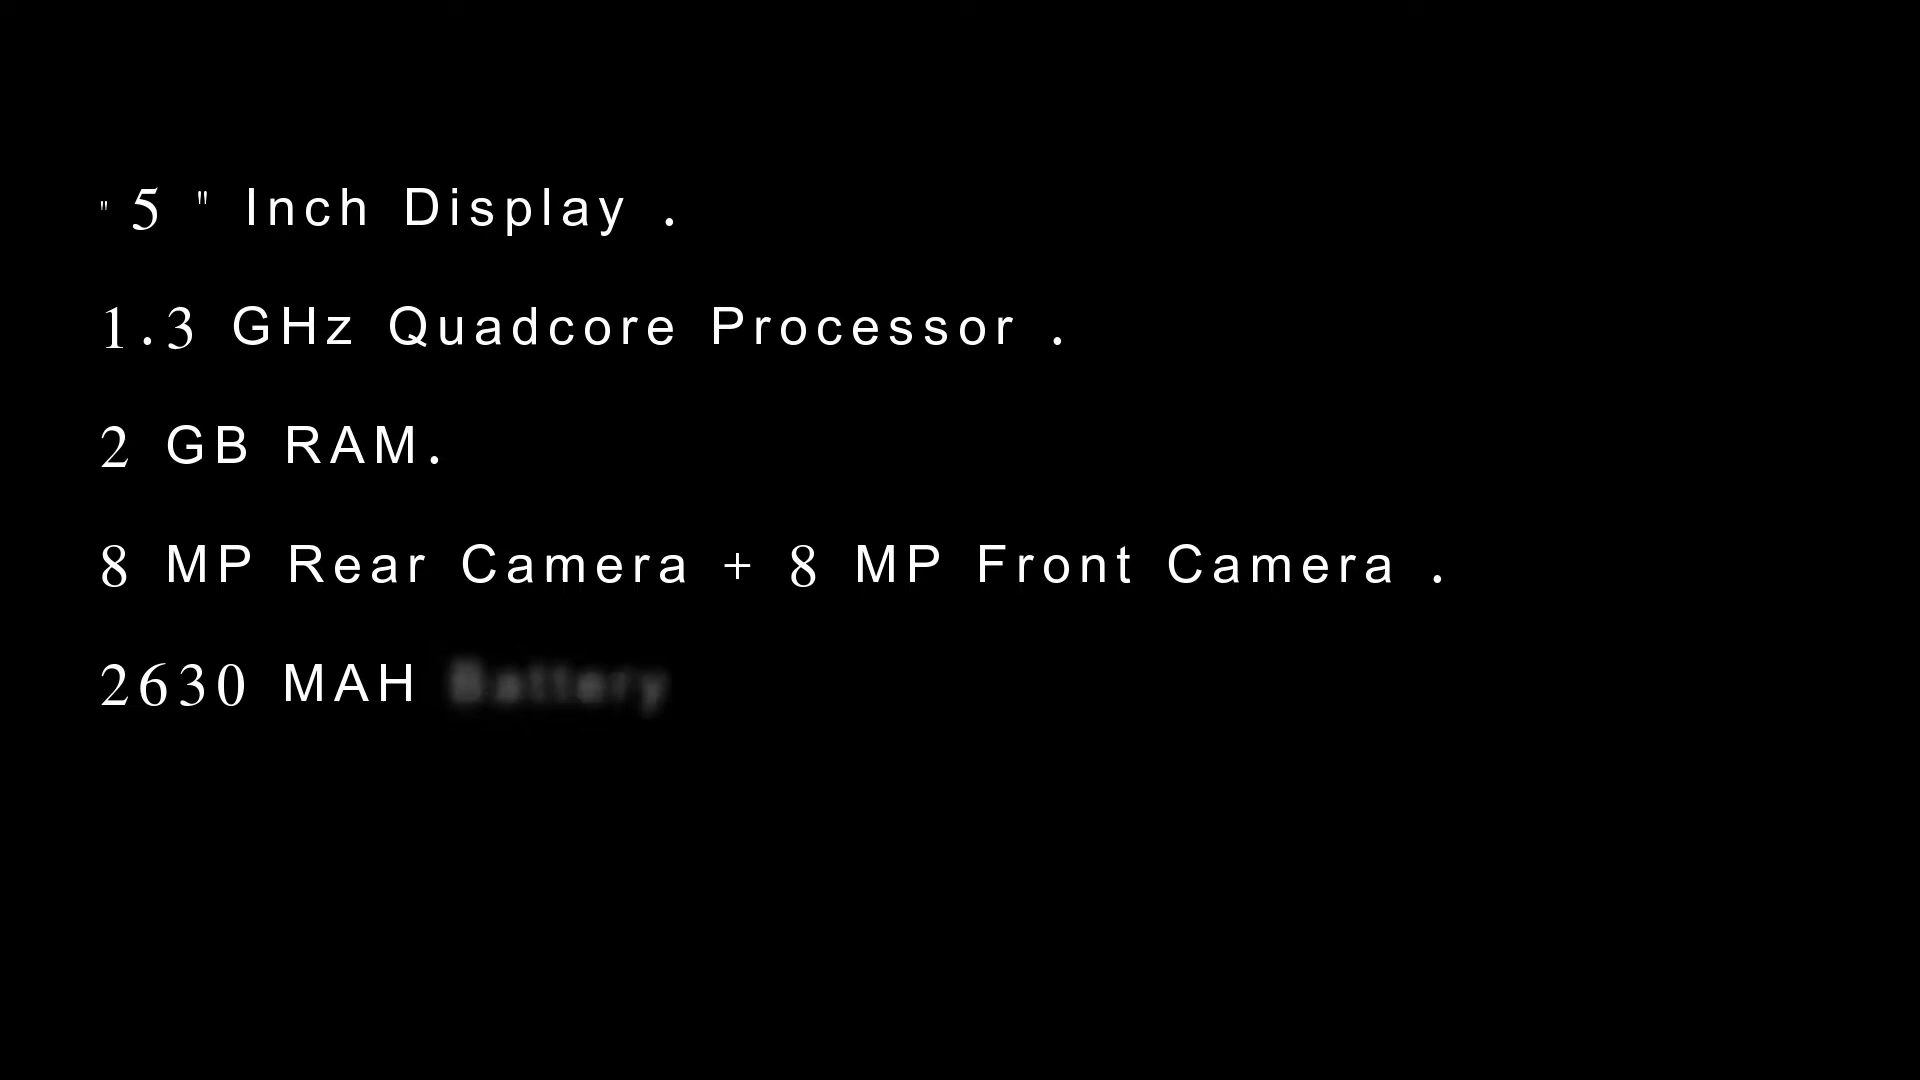 " 5 " Inch Display .
1.3 GHz Quadcore Processor .
2 GB RAM.
8 MP Rear Camera + 8 MP Front Camera .
2630 MAH Battery